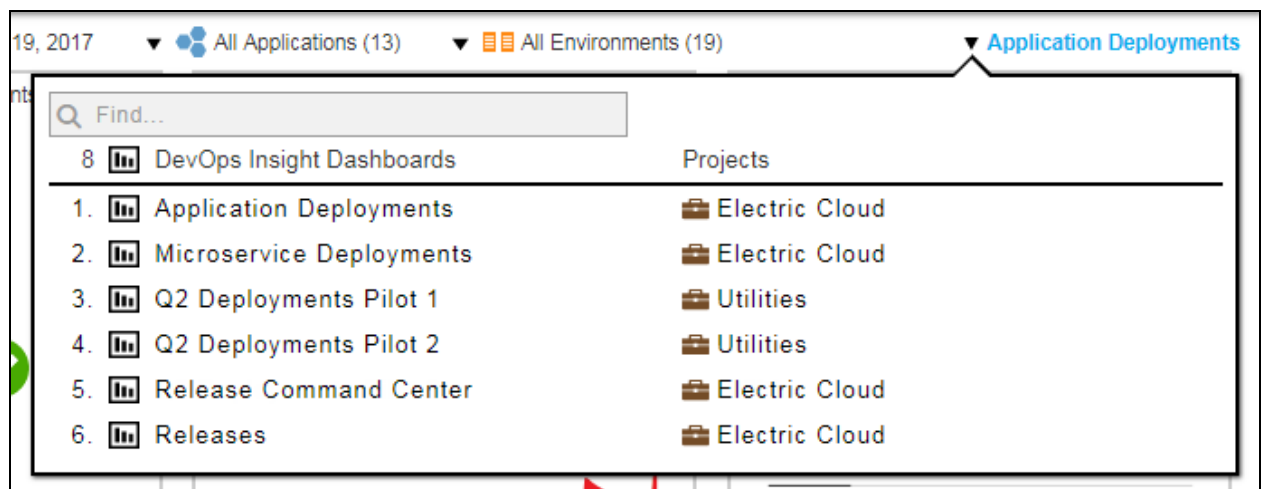 19, 2017 ▼ All Applications (13) ▼ All Environments (19) ▼ Application Deployments
nts
Find...
8 DevOps Insight Dashboards Projects
1. Application Deployments Electric Cloud
2. Microservice Deployments Electric Cloud
3. Q2 Deployments Pilot 1 Utilities
4. Q2 Deployments Pilot 2 Utilities
5. Release Command Center Electric Cloud
6. Releases Electric Cloud